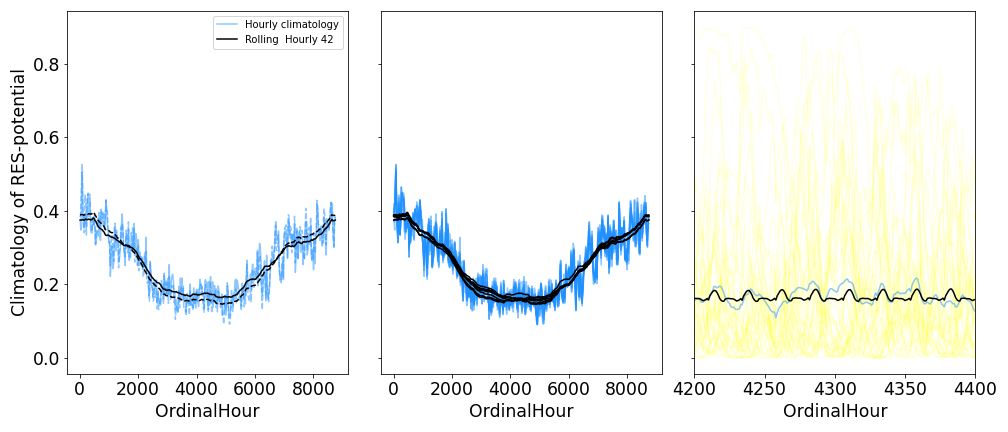 Hourly climatology
Rolling  Hourly 42
Climatology of RES-potential
0.8
0.6
0.4
0.2
0.0
0 2000 4000 6000 8000
OrdinalHour
0 2000 4000 6000 8000
OrdinalHour
4200 4250 4300 4350 4400
OrdinalHour